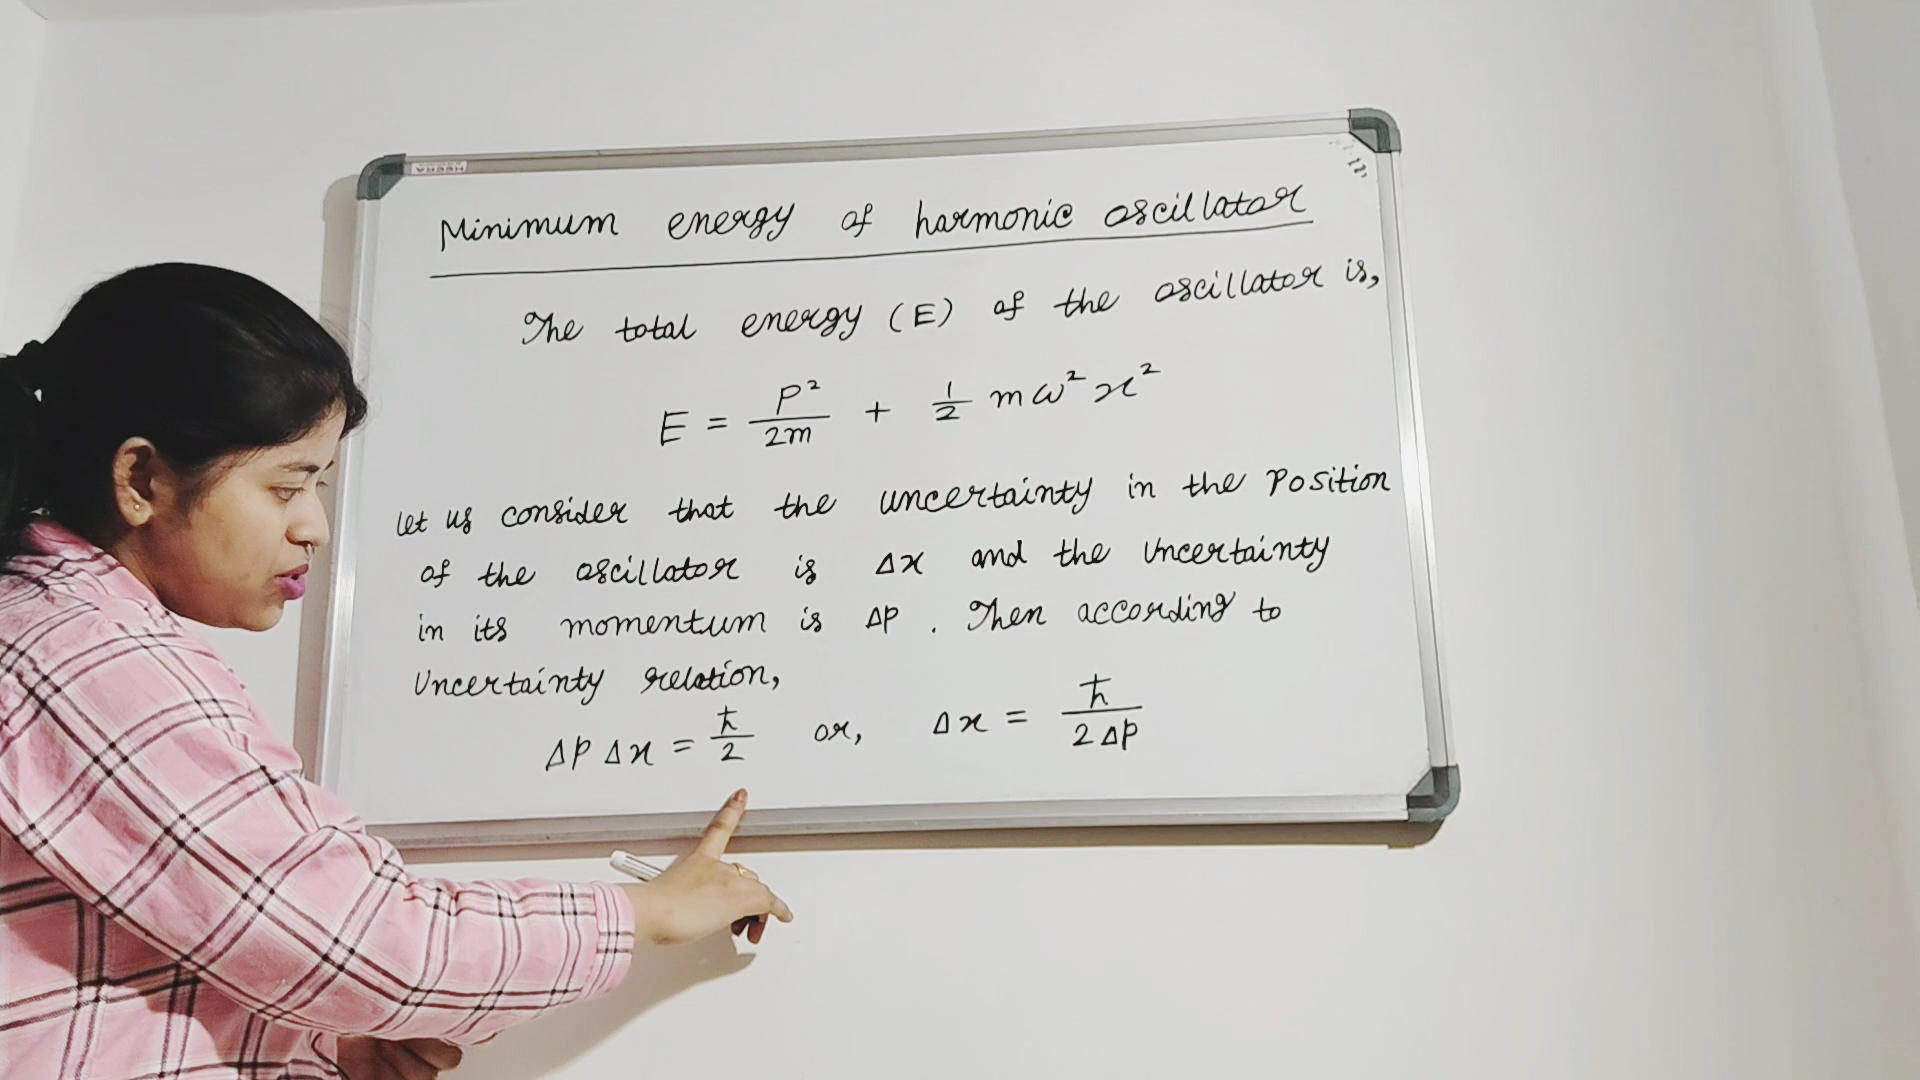 Minimum energy of harmonic oscillator
The total energy (E) of the oscillator is,
E = P²/2m + 1/2 mω²x²
let us consider that the uncertainty in the Position
of the oscillator is Δx and the Uncertainty
in its momentum is ΔP . Then according to
Uncertainty relation,
ΔP Δx = ħ/2 or, Δx = ħ/2ΔP